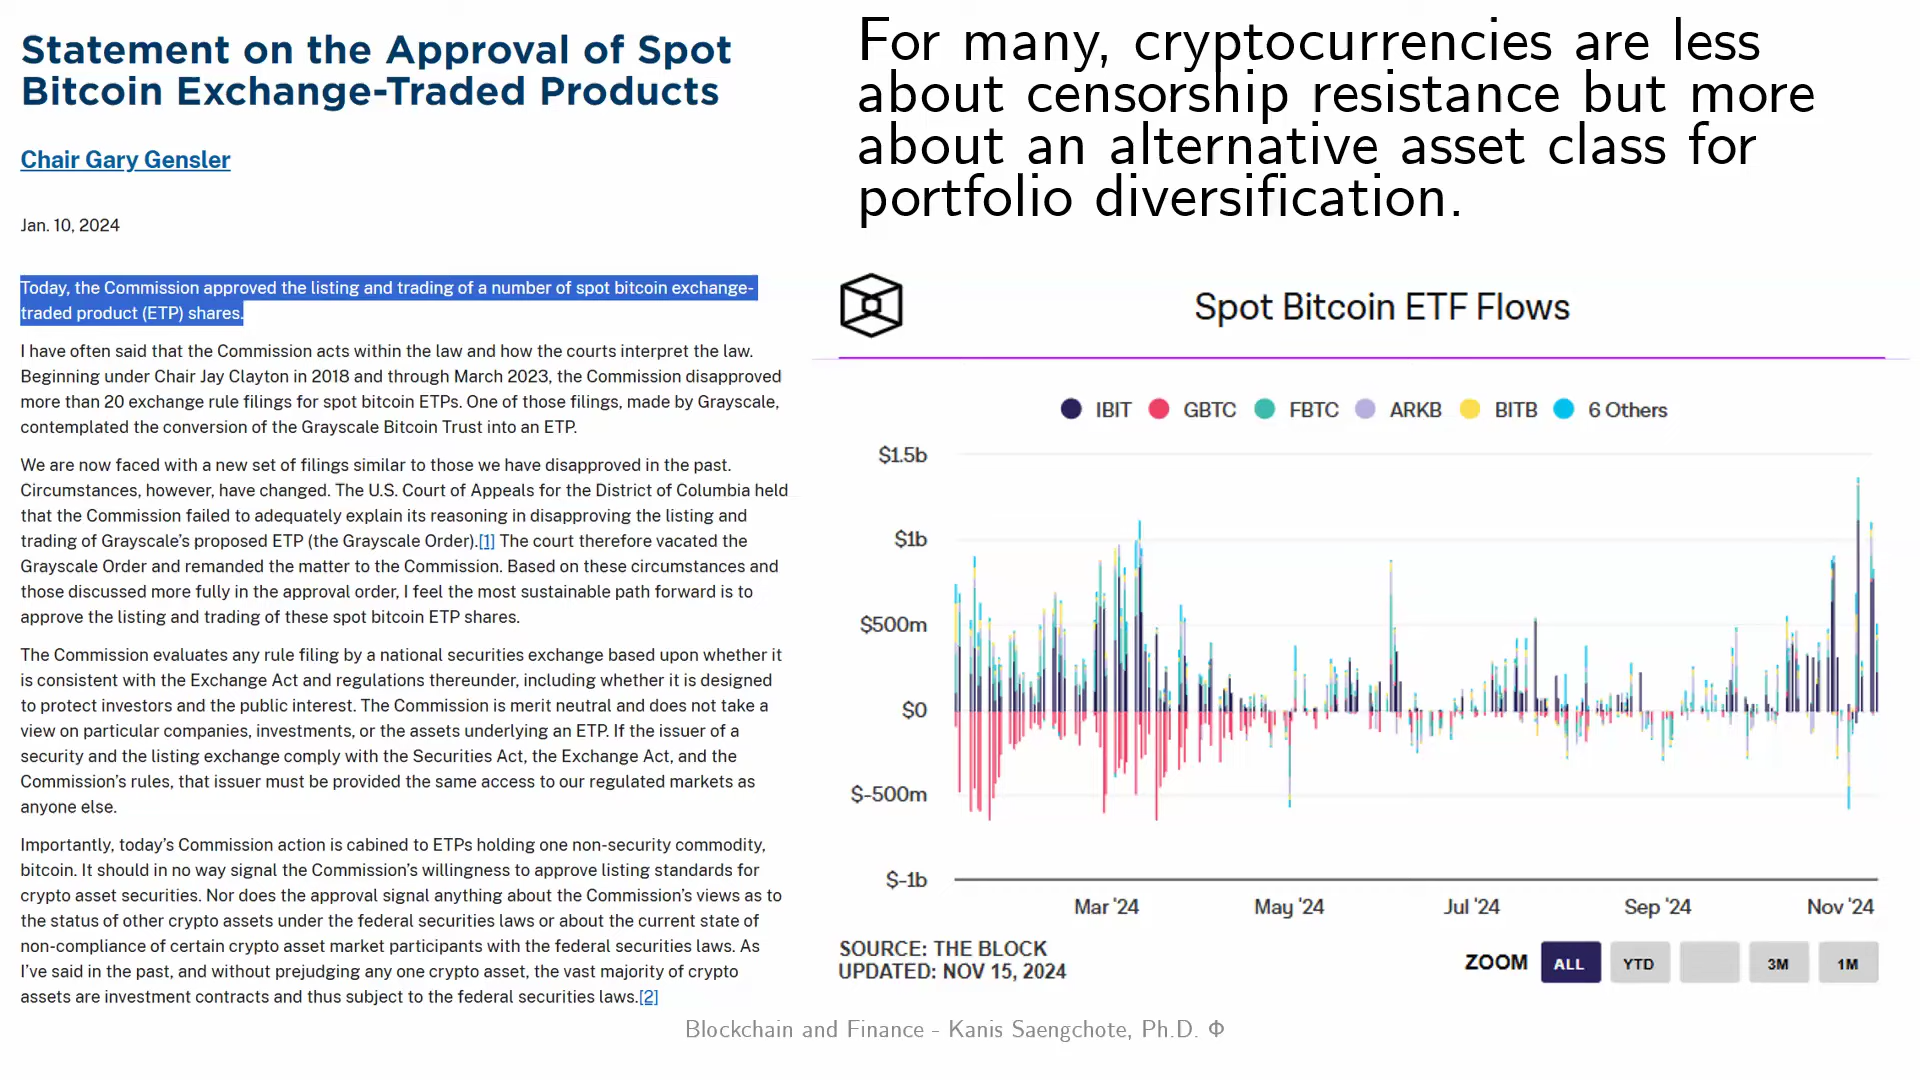 Statement on the Approval of Spot
Bitcoin Exchange-Traded Products
Chair Gary Gensler
Jan. 10, 2024
Today, the Commission approved the listing and trading of a number of spot bitcoin exchange-
traded product (ETP) shares.
I have often said that the Commission acts within the law and how the courts interpret the law.
Beginning under Chair Jay Clayton in 2018 and through March 2023, the Commission disapproved
more than 20 exchange rule filings for spot bitcoin ETPs. One of those filings, made by Grayscale,
contemplated the conversion of the Grayscale Bitcoin Trust into an ETP.
We are now faced with a new set of filings similar to those we have disapproved in the past.
Circumstances, however, have changed. The U.S. Court of Appeals for the District of Columbia held
that the Commission failed to adequately explain its reasoning in disapproving the listing and
trading of Grayscale's proposed ETP (the Grayscale Order).[1] The court therefore vacated the
Grayscale Order and remanded the matter to the Commission. Based on these circumstances and
those discussed more fully in the approval order, I feel the most sustainable path forward is to
approve the listing and trading of these spot bitcoin ETP shares.
The Commission evaluates any rule filing by a national securities exchange based upon whether it
is consistent with the Exchange Act and regulations thereunder, including whether it is designed
to protect investors and the public interest. The Commission is merit neutral and does not take a
view on particular companies, investments, or the assets underlying an ETP. If the issuer of a
security and the listing exchange comply with the Securities Act, the Exchange Act, and the
Commission's rules, that issuer must be provided the same access to our regulated markets as
anyone else.
Importantly, today's Commission action is cabined to ETPs holding one non-security commodity,
bitcoin. It should in no way signal the Commission's willingness to approve listing standards for
crypto asset securities. Nor does the approval signal anything about the Commission's views as to
the status of other crypto assets under the federal securities laws or about the current state of
non-compliance of certain crypto asset market participants with the federal securities laws. As
I've said in the past, and without prejudging any one crypto asset, the vast majority of crypto
assets are investment contracts and thus subject to the federal securities laws.[2]
For many, cryptocurrencies are less
about censorship resistance but more
about an alternative asset class for
portfolio diversification.
Spot Bitcoin ETF Flows
IBIT GBTC FBTC ARKB BITB 6 Others
$1.5b
$1b
$500m
$0
$-500m
$-1b
Mar '24 May '24 Jul '24 Sep '24 Nov '24
SOURCE: THE BLOCK
UPDATED: NOV 15, 2024
ZOOM ALL YTD 3M 1M
Blockchain and Finance - Kanis Saengchote, Ph.D. Φ